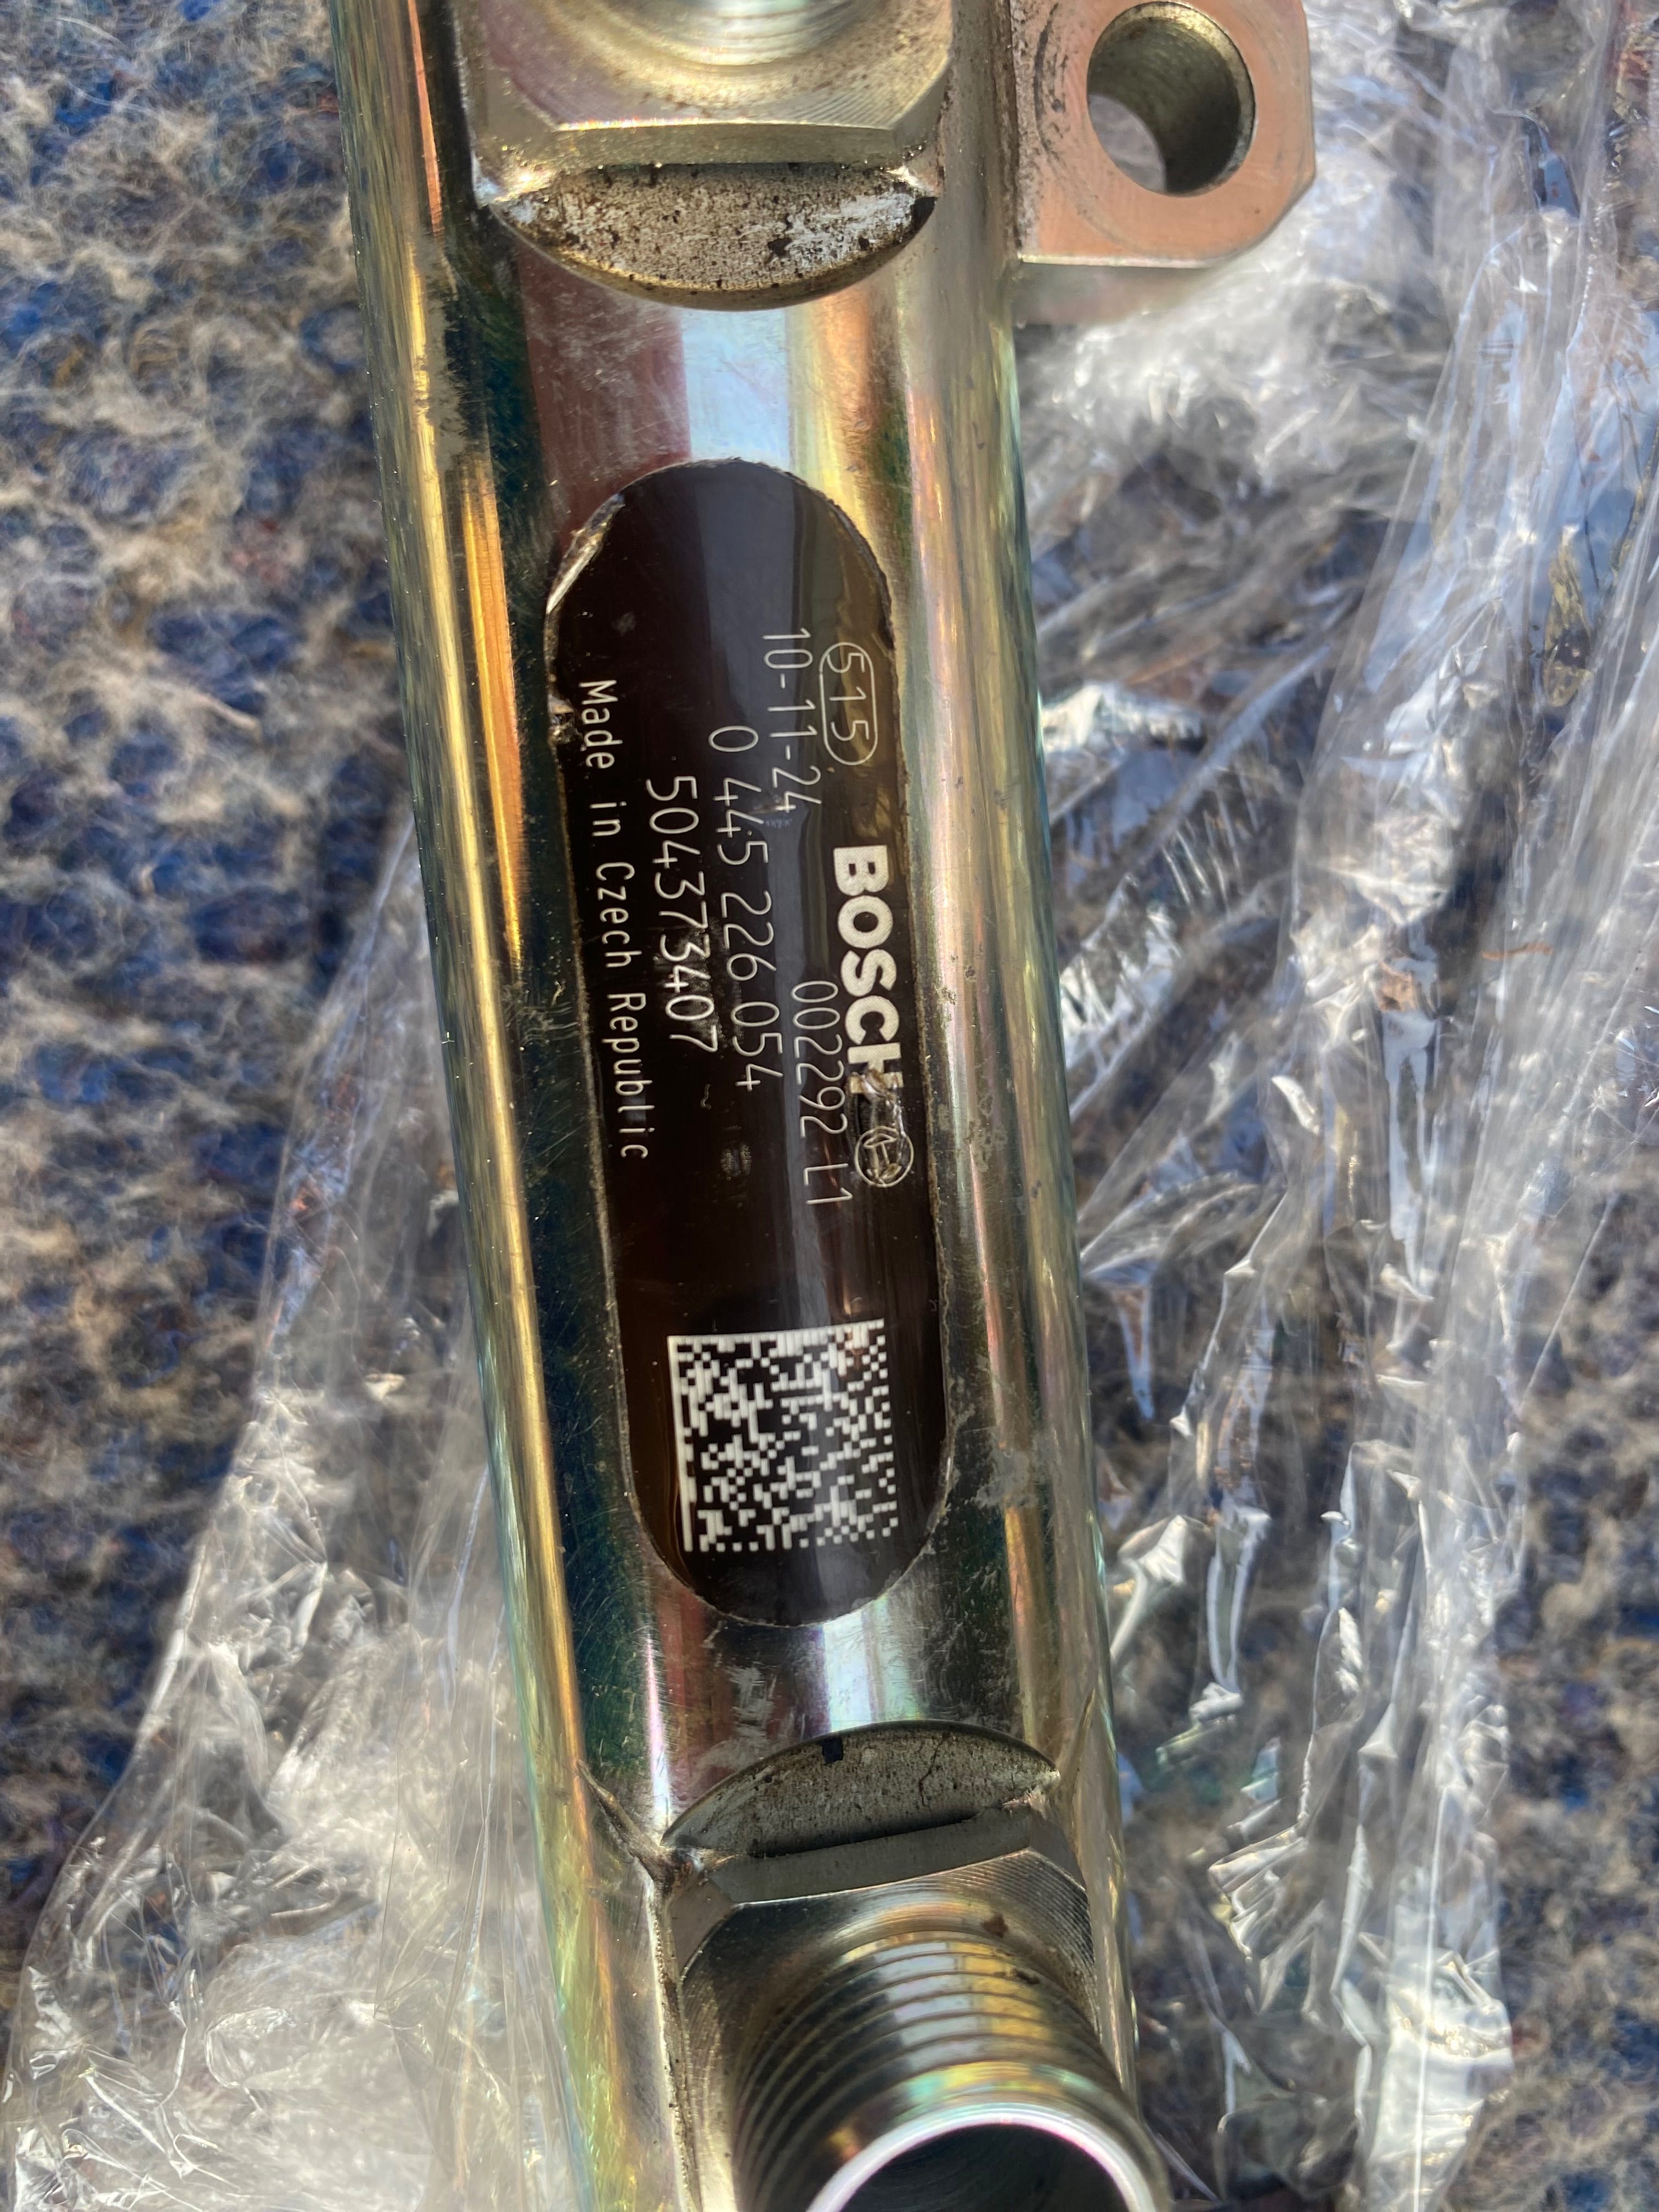 515 BOSCH
10-11-24 002292 L1
0 445 226 054
504373407
Made in Czech Republic